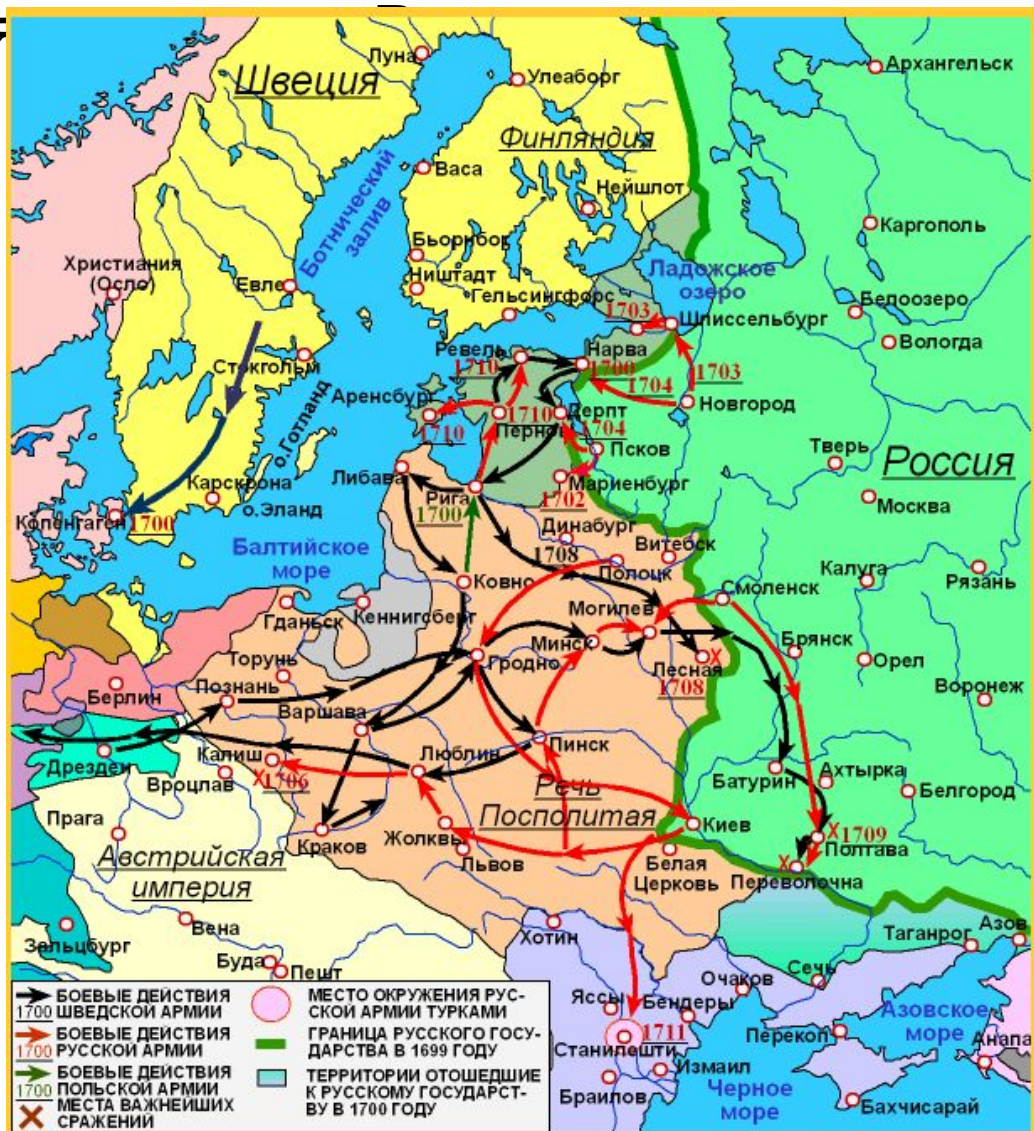 Швеция
Луна
Улеаборг
Архангельск
Финляндия
Ботнический
залив
Васа
Нейшлот
Каргополь
Бьорнборг
Христиания
(Осло)
Евле
Ништадт
Гельсингфорс
Ладожское
озеро
1703
Шлиссельбург
Белоозеро
Вологда
Стокгольм
о.Готланд
Ревель
1710
Нарва
1700
1704
1703
Новгород
Аренсбург
1710
1710
Пернов
Дерпт
1704
Псков
Тверь
Россия
Либава
Карскрона
о.Эланд
Рига
1700
Мариенбург
1702
Москва
Копенгаген
1700
Балтийское
море
Динабург
1708
Витебск
Полоцк
Калуга
Рязань
Ковно
Смоленск
Гданьск
Кеннигсберг
Могилев
Брянск
Торунь
Гродно
Минск
Лесная
1708
Орел
Воронеж
Берлин
Познань
Варшава
Дрезден
Калиш
1706
Люблин
Пинск
Батурин
Ахтырка
Белгород
Вроцлав
Речь
Посполитая
Прага
Краков
Жолквы
Львов
Киев
Белая
Церковь
1709
Полтава
Переволочна
Австрийская
империя
Зальцбург
Вена
Буда
Пешт
Хотин
Таганрог
Азов
Яссы
Бендеры
Очаков
Сечь
Азовское
море
Анапа
1711
Станилешти
Перекоп
Измаил
Браилов
Черное
море
Бахчисарай
БОЕВЫЕ ДЕЙСТВИЯ
1700 ШВЕДСКОЙ АРМИИ
БОЕВЫЕ ДЕЙСТВИЯ
1700 РУССКОЙ АРМИИ
БОЕВЫЕ ДЕЙСТВИЯ
1700 ПОЛЬСКОЙ АРМИИ
МЕСТА ВАЖНЕЙШИХ
СРАЖЕНИЙ
МЕСТО ОКРУЖЕНИЯ РУС-
СКОЙ АРМИИ ТУРКАМИ
ГРАНИЦА РУССКОГО ГОСУ-
ДАРСТВА В 1699 ГОДУ
ТЕРРИТОРИИ ОТОШЕДШИЕ
К РУССКОМУ ГОСУДАРСТ-
ВУ В 1700 ГОДУ